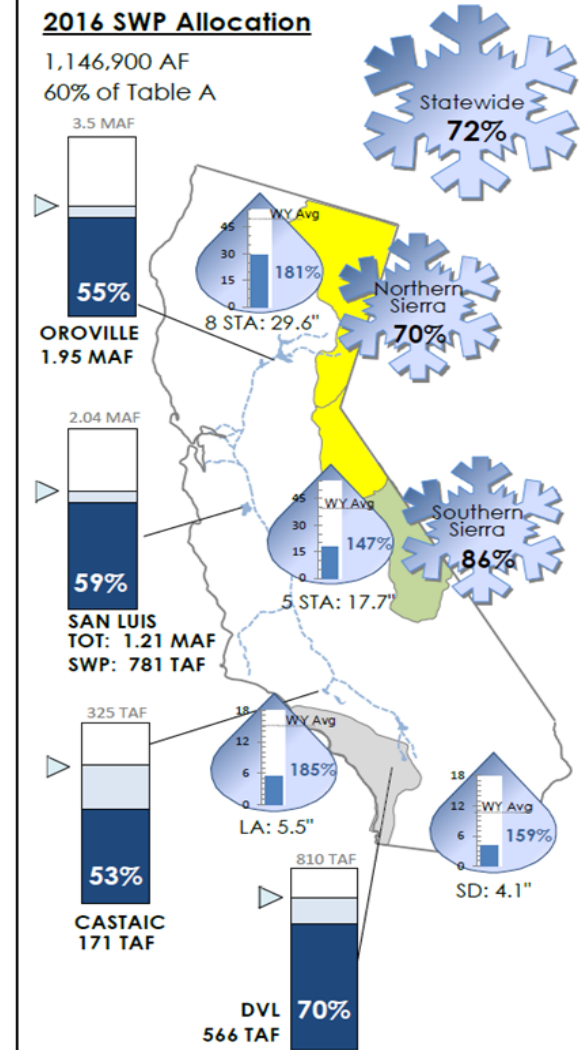 2016 SWP Allocation
1,146,900 AF
60% of Table A
Statewide
72%
3.5 MAF
55%
OROVILLE
1.95 MAF
WY Avg
45
30
15
0
181%
8 STA: 29.6"
Northern
Sierra
70%
2.04 MAF
59%
SAN LUIS
TOT: 1.21 MAF
SWP: 781 TAF
WY Avg
45
30
15
0
147%
5 STA: 17.7"
Southern
Sierra
86%
325 TAF
53%
CASTAIC
171 TAF
18
WY Avg
12
6
0
185%
LA: 5.5"
18
12
WY Avg
6
0
159%
SD: 4.1"
810 TAF
70%
DVL
566 TAF